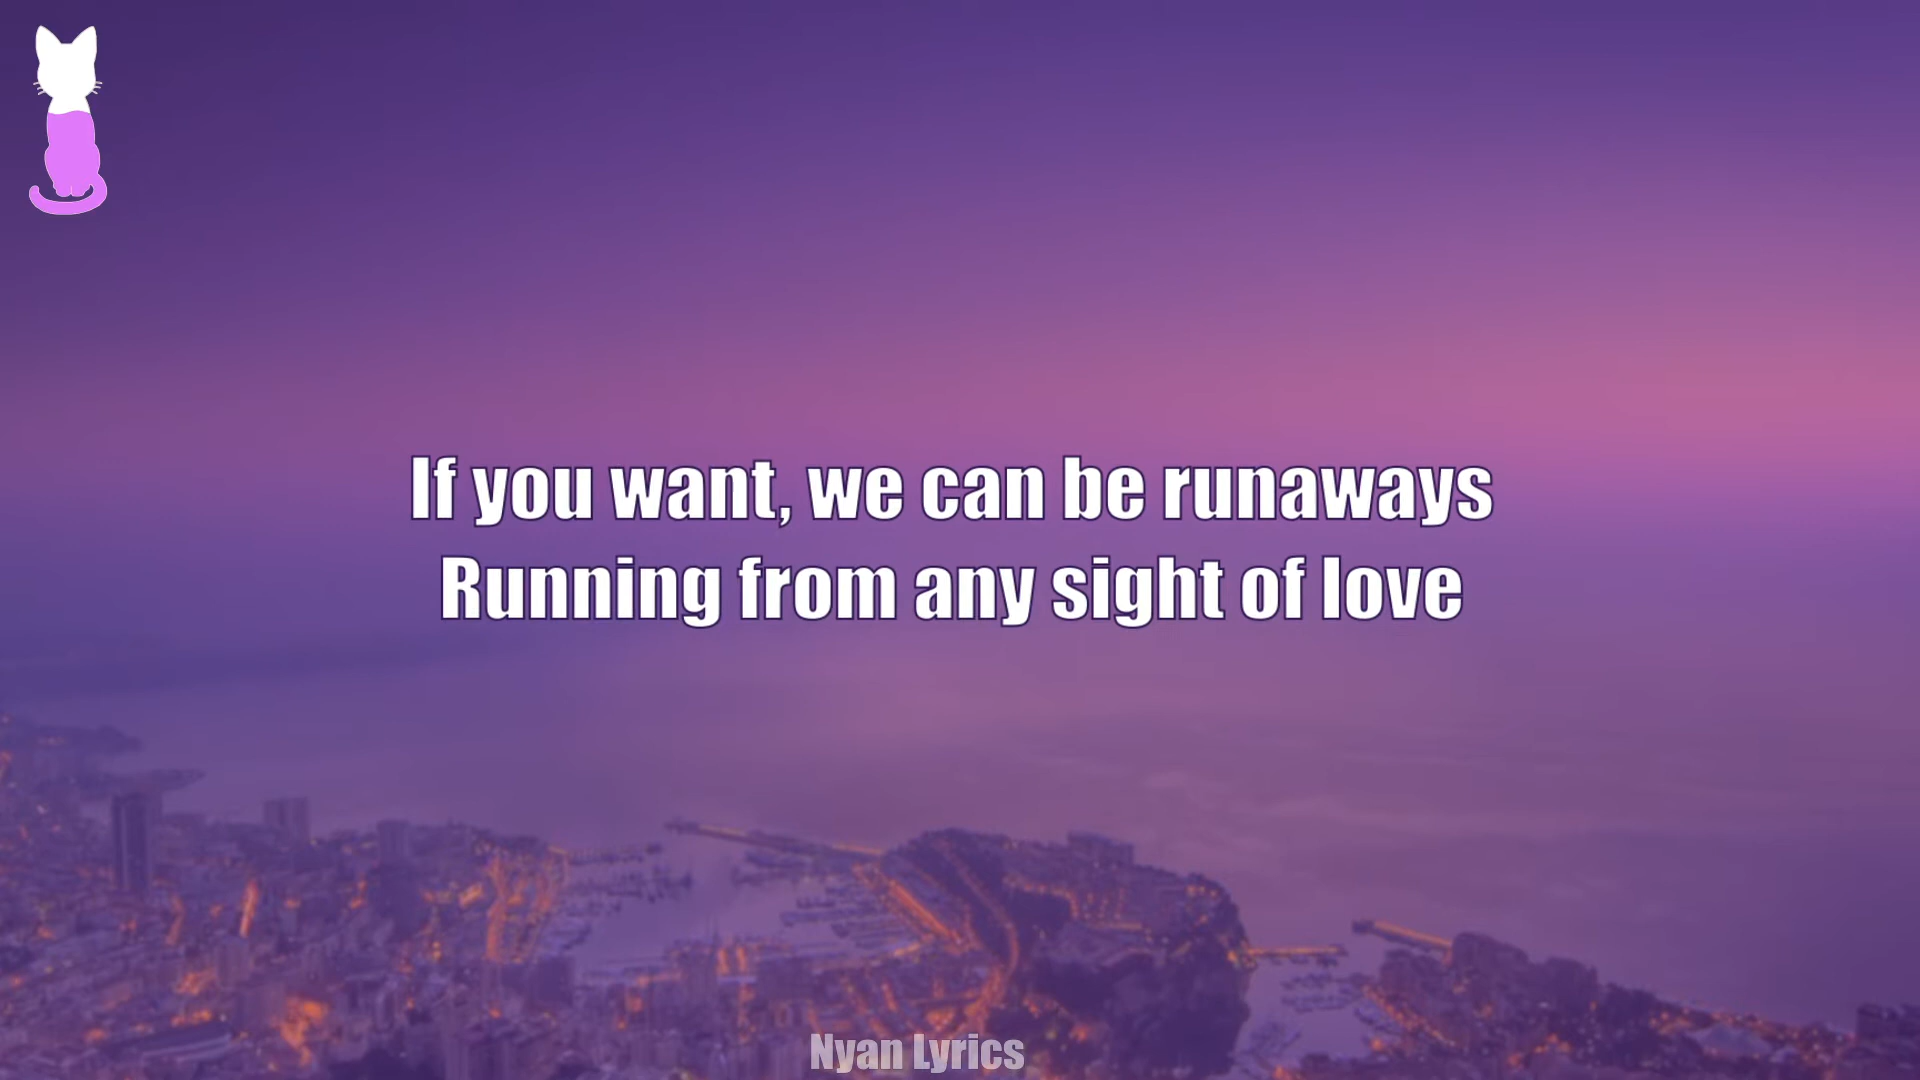 If you want, we can be runaways
Running from any sight of love
Nyan Lyrics